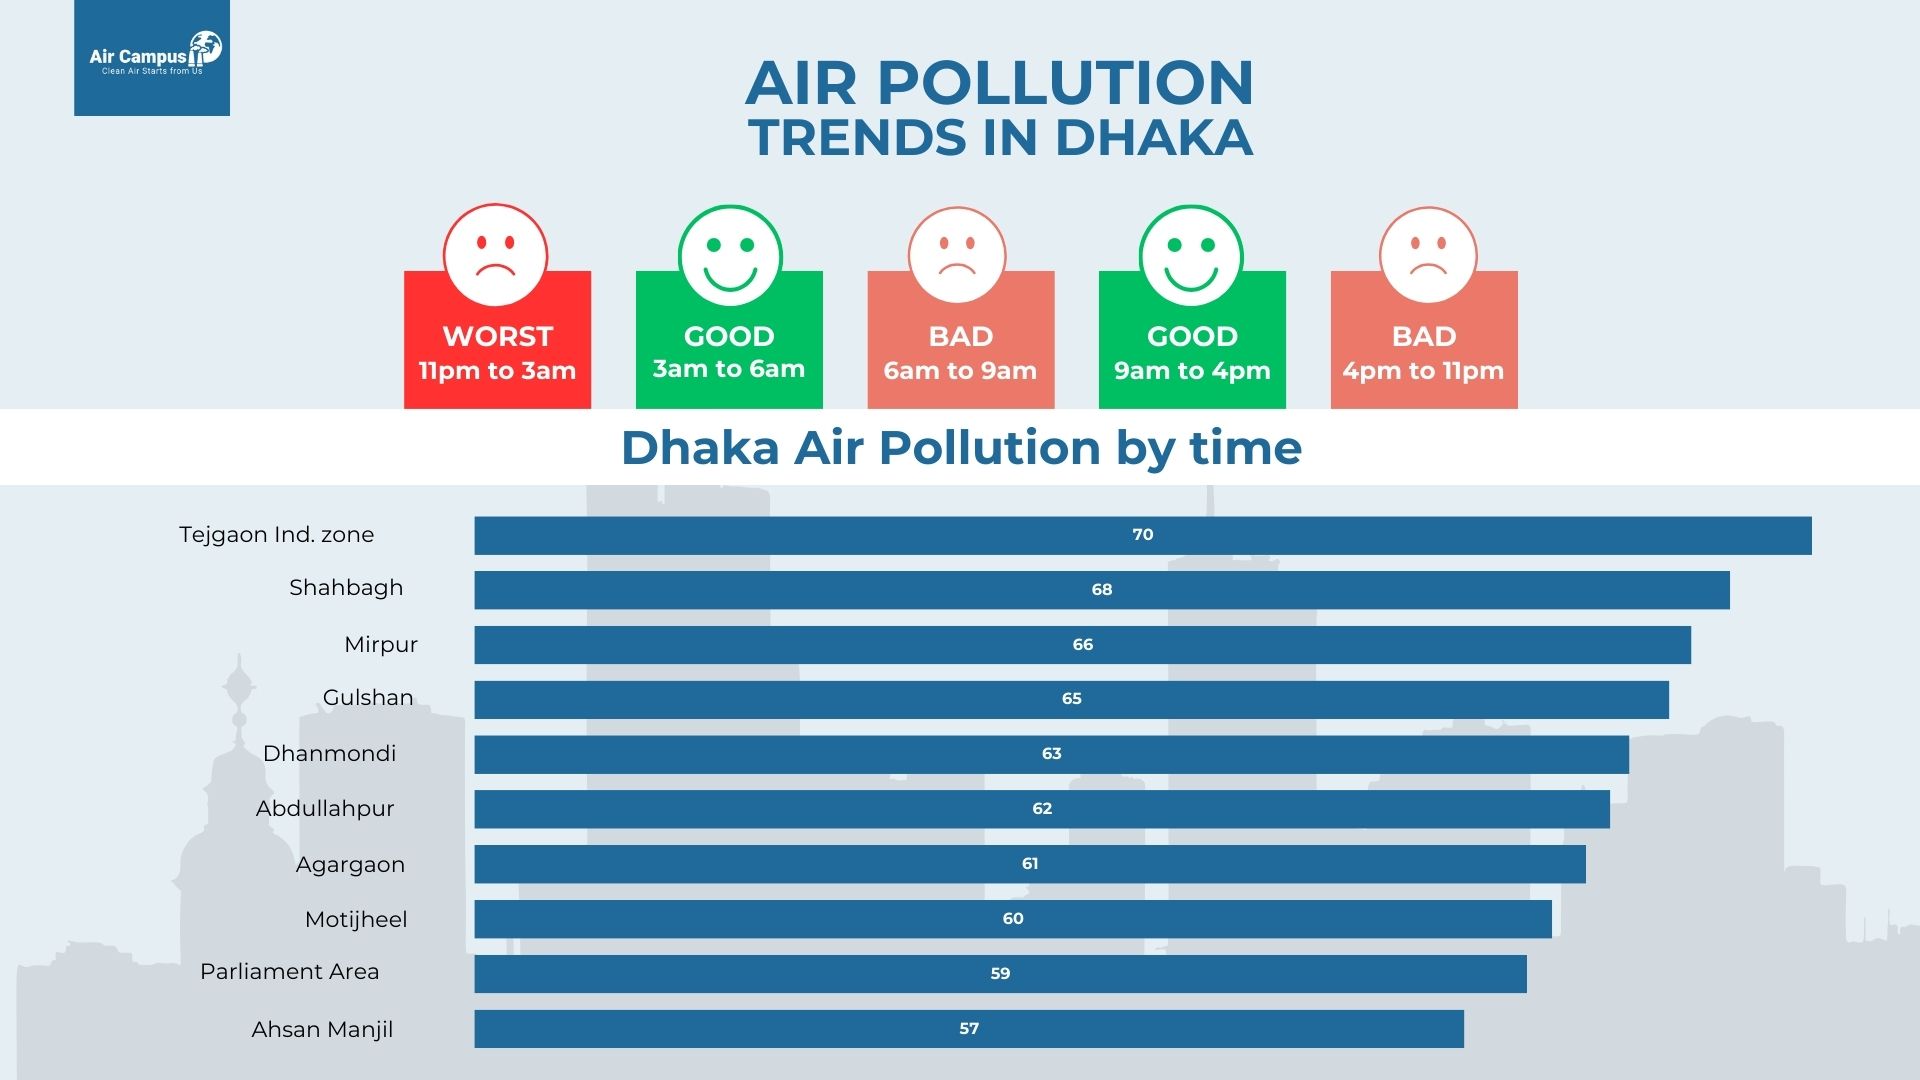 Air Campus
Clean Air Starts from Us
AIR POLLUTION
TRENDS IN DHAKA
WORST
11pm to 3am
GOOD
3am to 6am
BAD
6am to 9am
GOOD
9am to 4pm
BAD
4pm to 11pm
Dhaka Air Pollution by time
Tejgaon Ind. zone 70
Shahbagh 68
Mirpur 66
Gulshan 65
Dhanmondi 63
Abdullahpur 62
Agargaon 61
Motijheel 60
Parliament Area 59
Ahsan Manjil 57